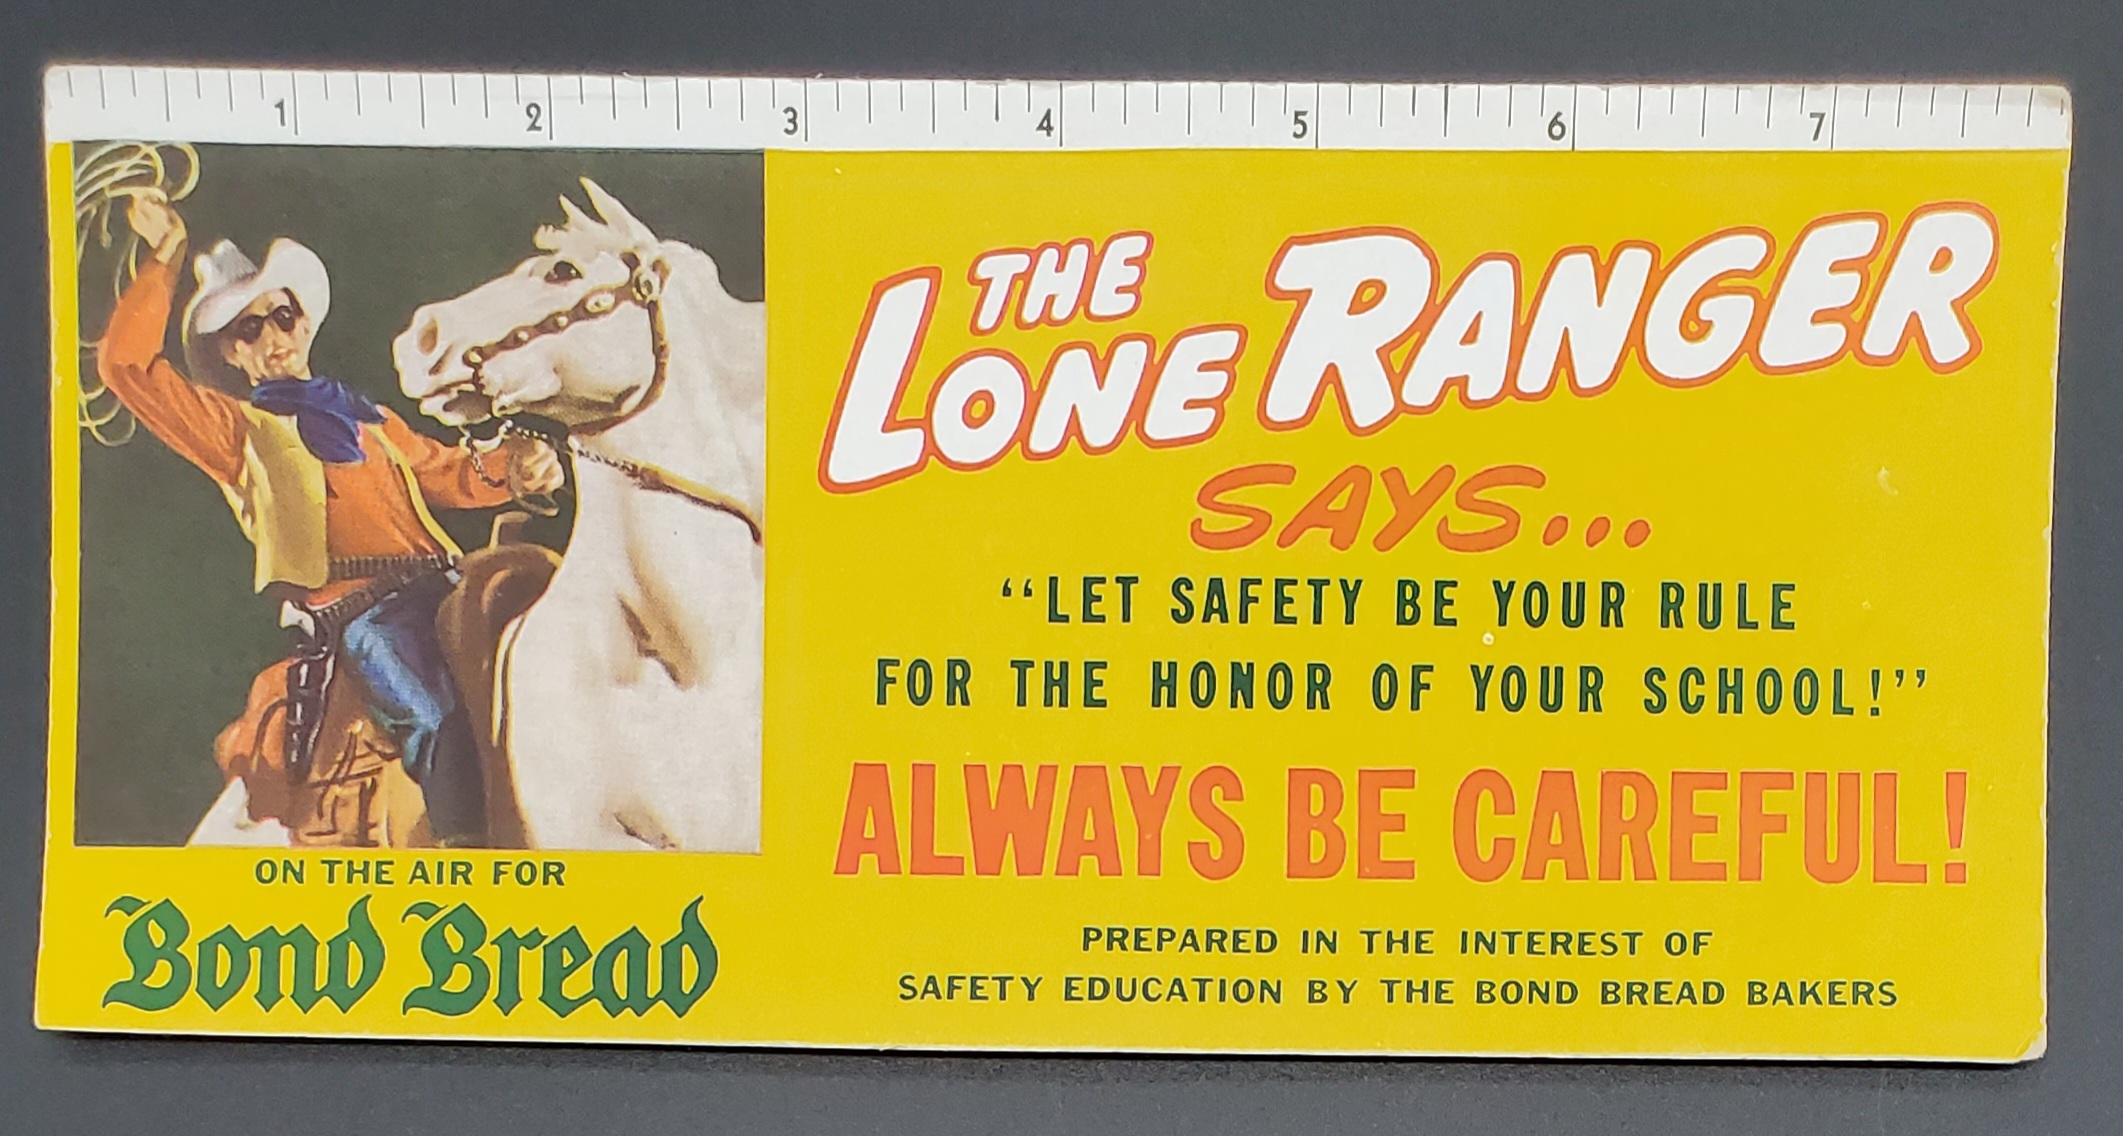 1 2 3 4 5 6 7
THE
LONE RANGER
SAYS...
“LET SAFETY BE YOUR RULE
FOR THE HONOR OF YOUR SCHOOL!”
ALWAYS BE CAREFUL!
PREPARED IN THE INTEREST OF
SAFETY EDUCATION BY THE BOND BREAD BAKERS
ON THE AIR FOR
Bond Bread